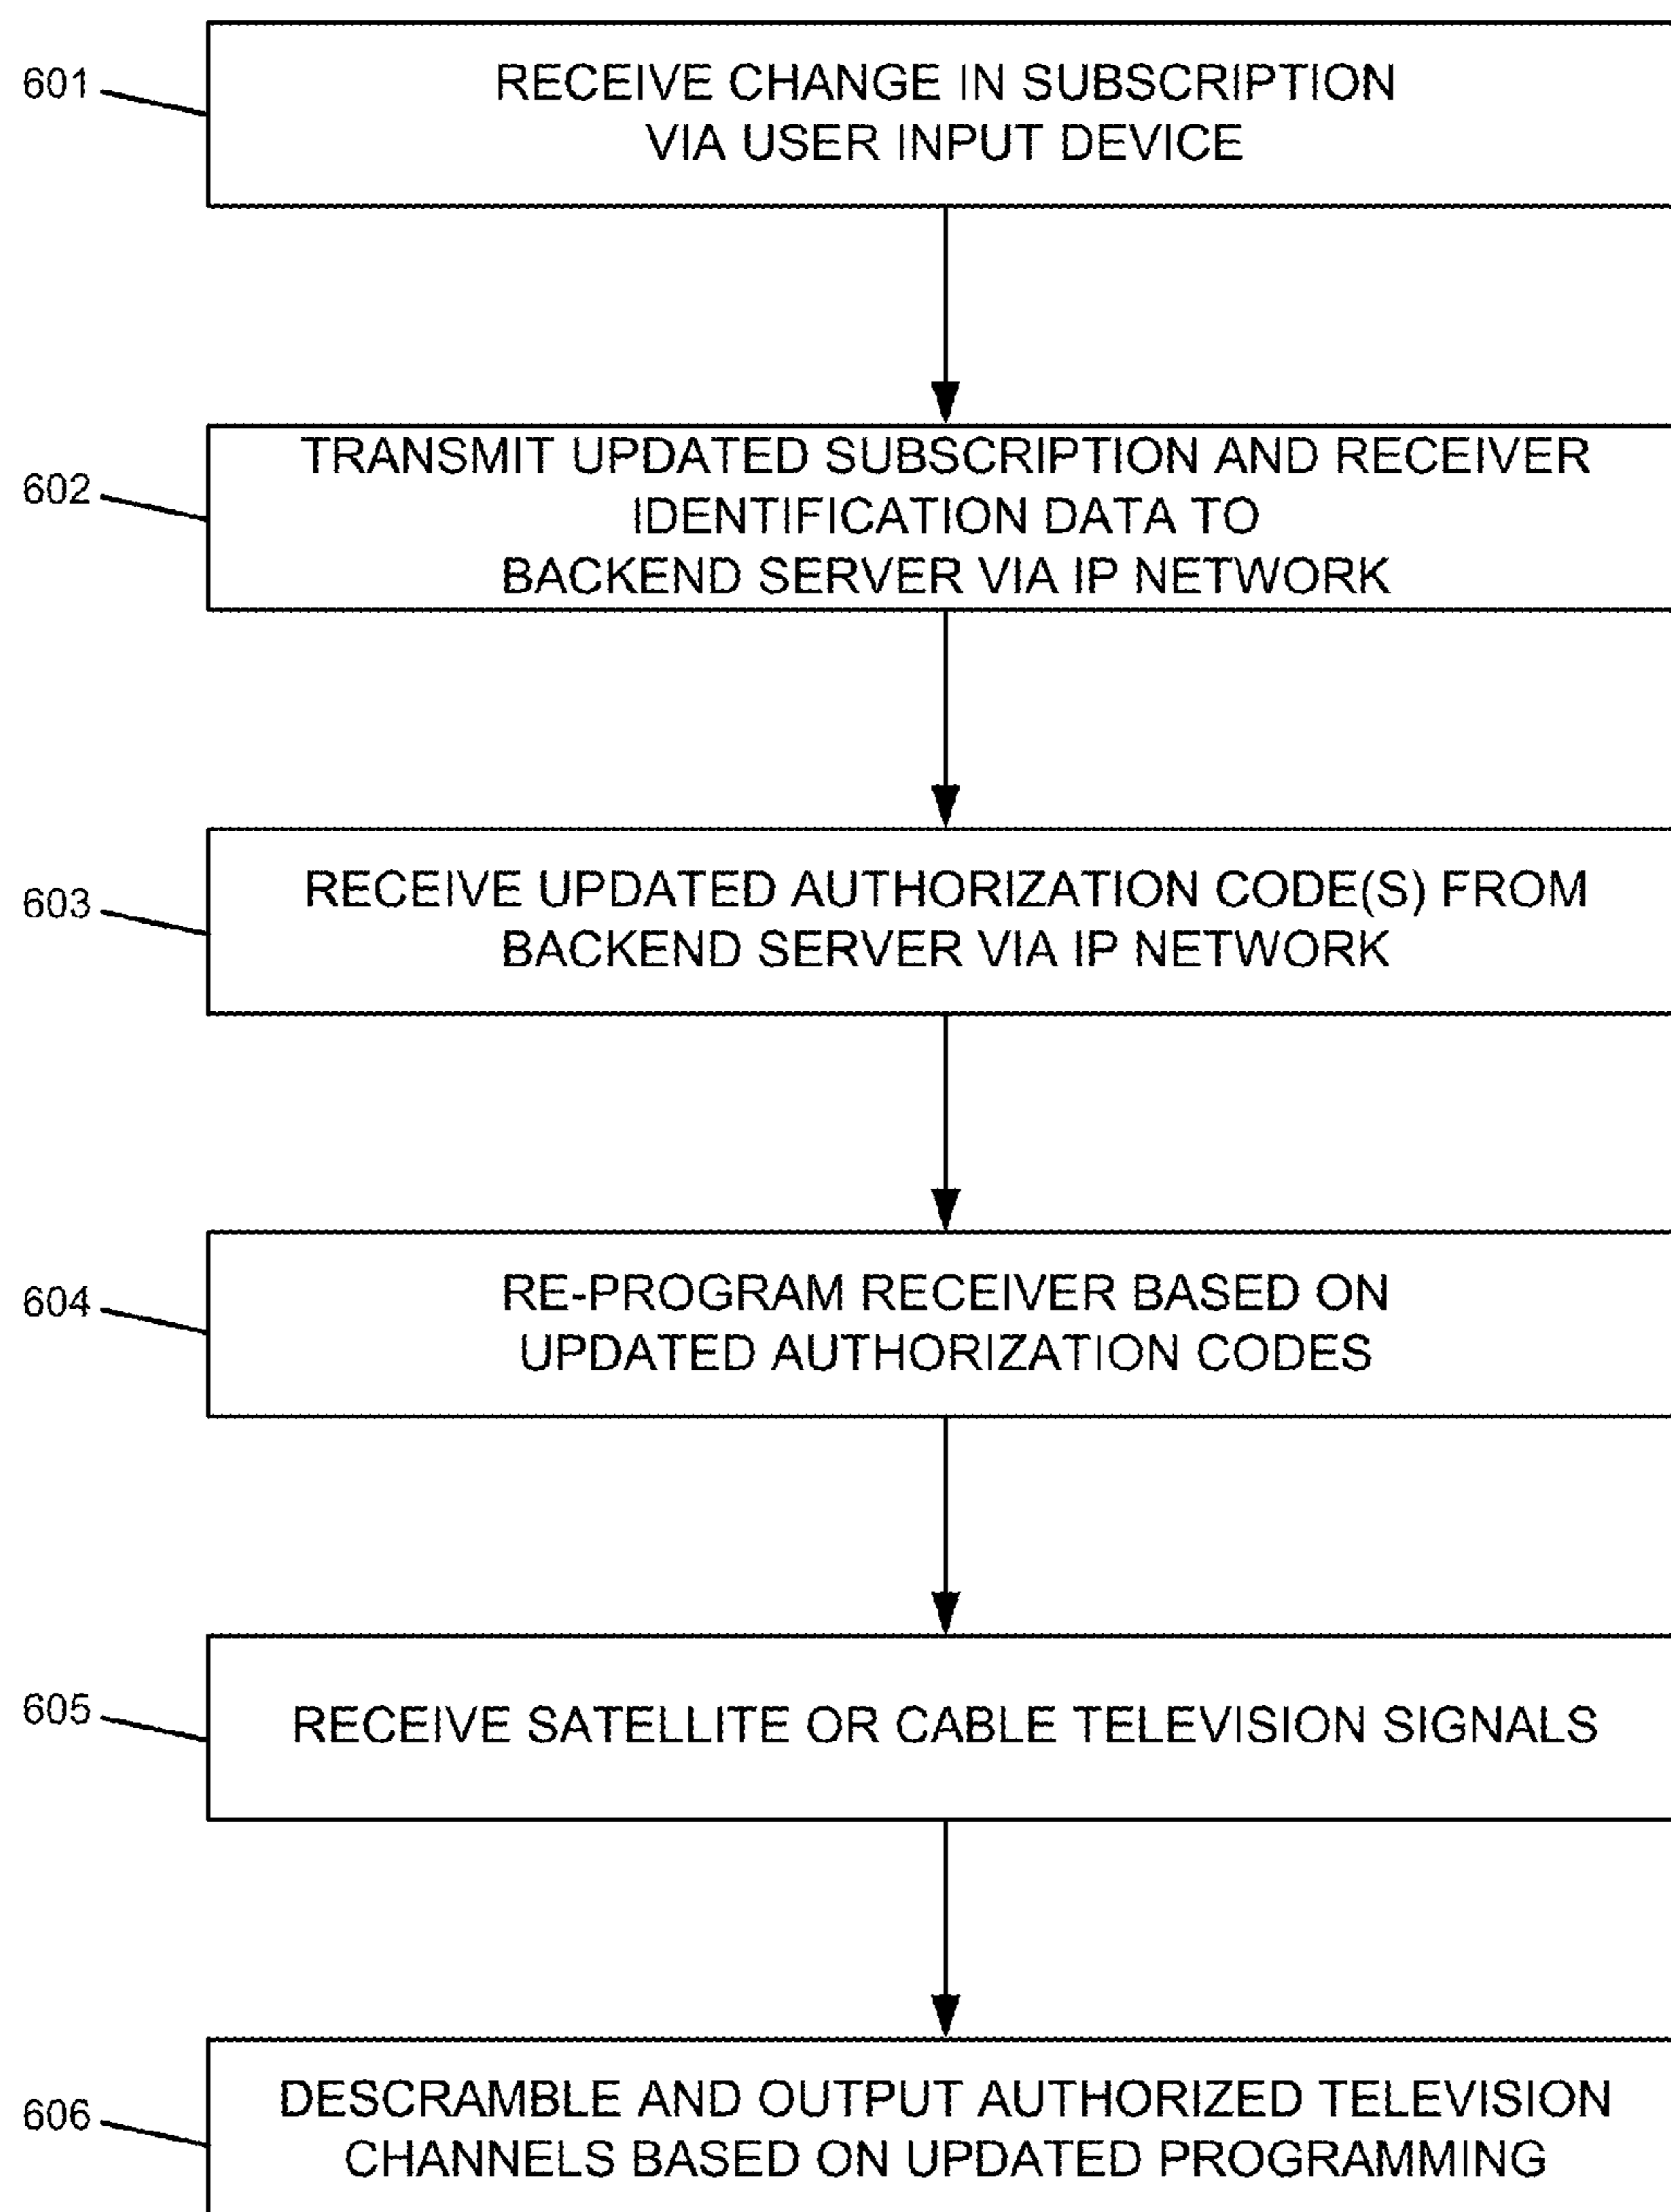 601
RECEIVE CHANGE IN SUBSCRIPTION
VIA USER INPUT DEVICE
602
TRANSMIT UPDATED SUBSCRIPTION AND RECEIVER
IDENTIFICATION DATA TO
BACKEND SERVER VIA IP NETWORK
603
RECEIVE UPDATED AUTHORIZATION CODE(S) FROM
BACKEND SERVER VIA IP NETWORK
604
RE-PROGRAM RECEIVER BASED ON
UPDATED AUTHORIZATION CODES
605
RECEIVE SATELLITE OR CABLE TELEVISION SIGNALS
606
DESCRAMBLE AND OUTPUT AUTHORIZED TELEVISION
CHANNELS BASED ON UPDATED PROGRAMMING